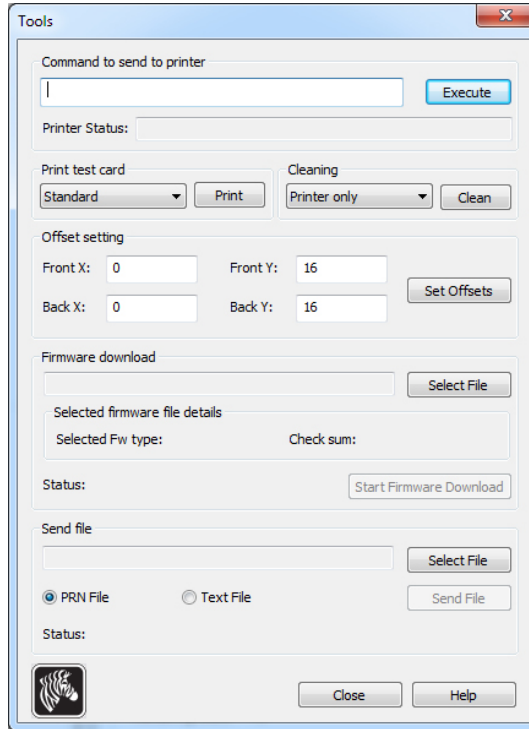 Tools
Command to send to printer
Execute
Printer Status:
Print test card
Cleaning
Standard
Print
Printer only
Clean
Offset setting
Front X: 0 Front Y: 16
Set Offsets
Back X: 0 Back Y: 16
Firmware download
Select File
Selected firmware file details
Selected Fw type: Check sum:
Status:
Start Firmware Download
Send file
Select File
PRN File Text File
Send File
Status:
Close Help